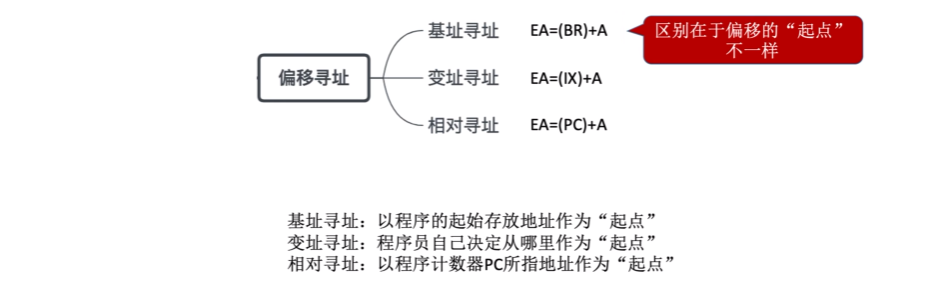 基址寻址 EA=(BR)+A
区别在于偏移的“起点”
不一样
偏移寻址
变址寻址 EA=(IX)+A
相对寻址 EA=(PC)+A
基址寻址：以程序的起始存放地址作为“起点”
变址寻址：程序员自己决定从哪里作为“起点”
相对寻址：以程序计数器PC所指地址作为“起点”